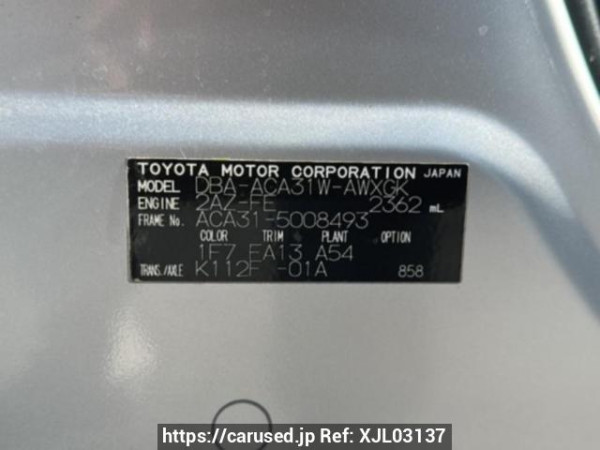 TOYOTA MOTOR CORPORATION JAPAN
MODEL DBA-ACA31W-AWXGK
ENGINE 2AZ-FE 2362 mL
FRAME No. ACA31-5008493
COLOR TRIM PLANT OPTION
1F7 FA13 A54
TRANS./AXLE K112F -01A 858
https://carused.jp Ref: XJL03137